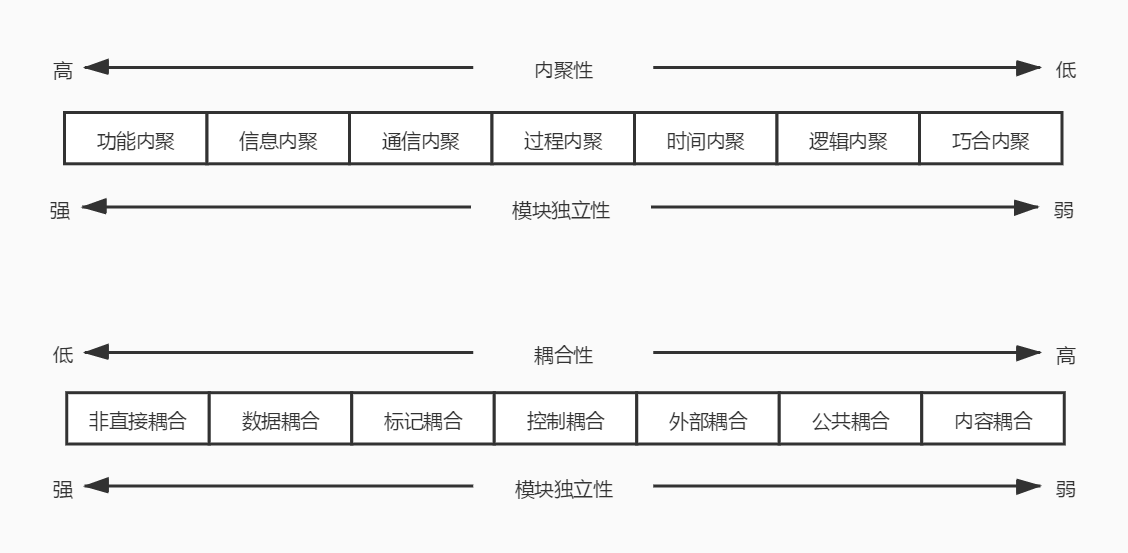 高 内聚性 低
功能内聚 信息内聚 通信内聚 过程内聚 时间内聚 逻辑内聚 巧合内聚
强 模块独立性 弱
低 耦合性 高
非直接耦合 数据耦合 标记耦合 控制耦合 外部耦合 公共耦合 内容耦合
强 模块独立性 弱